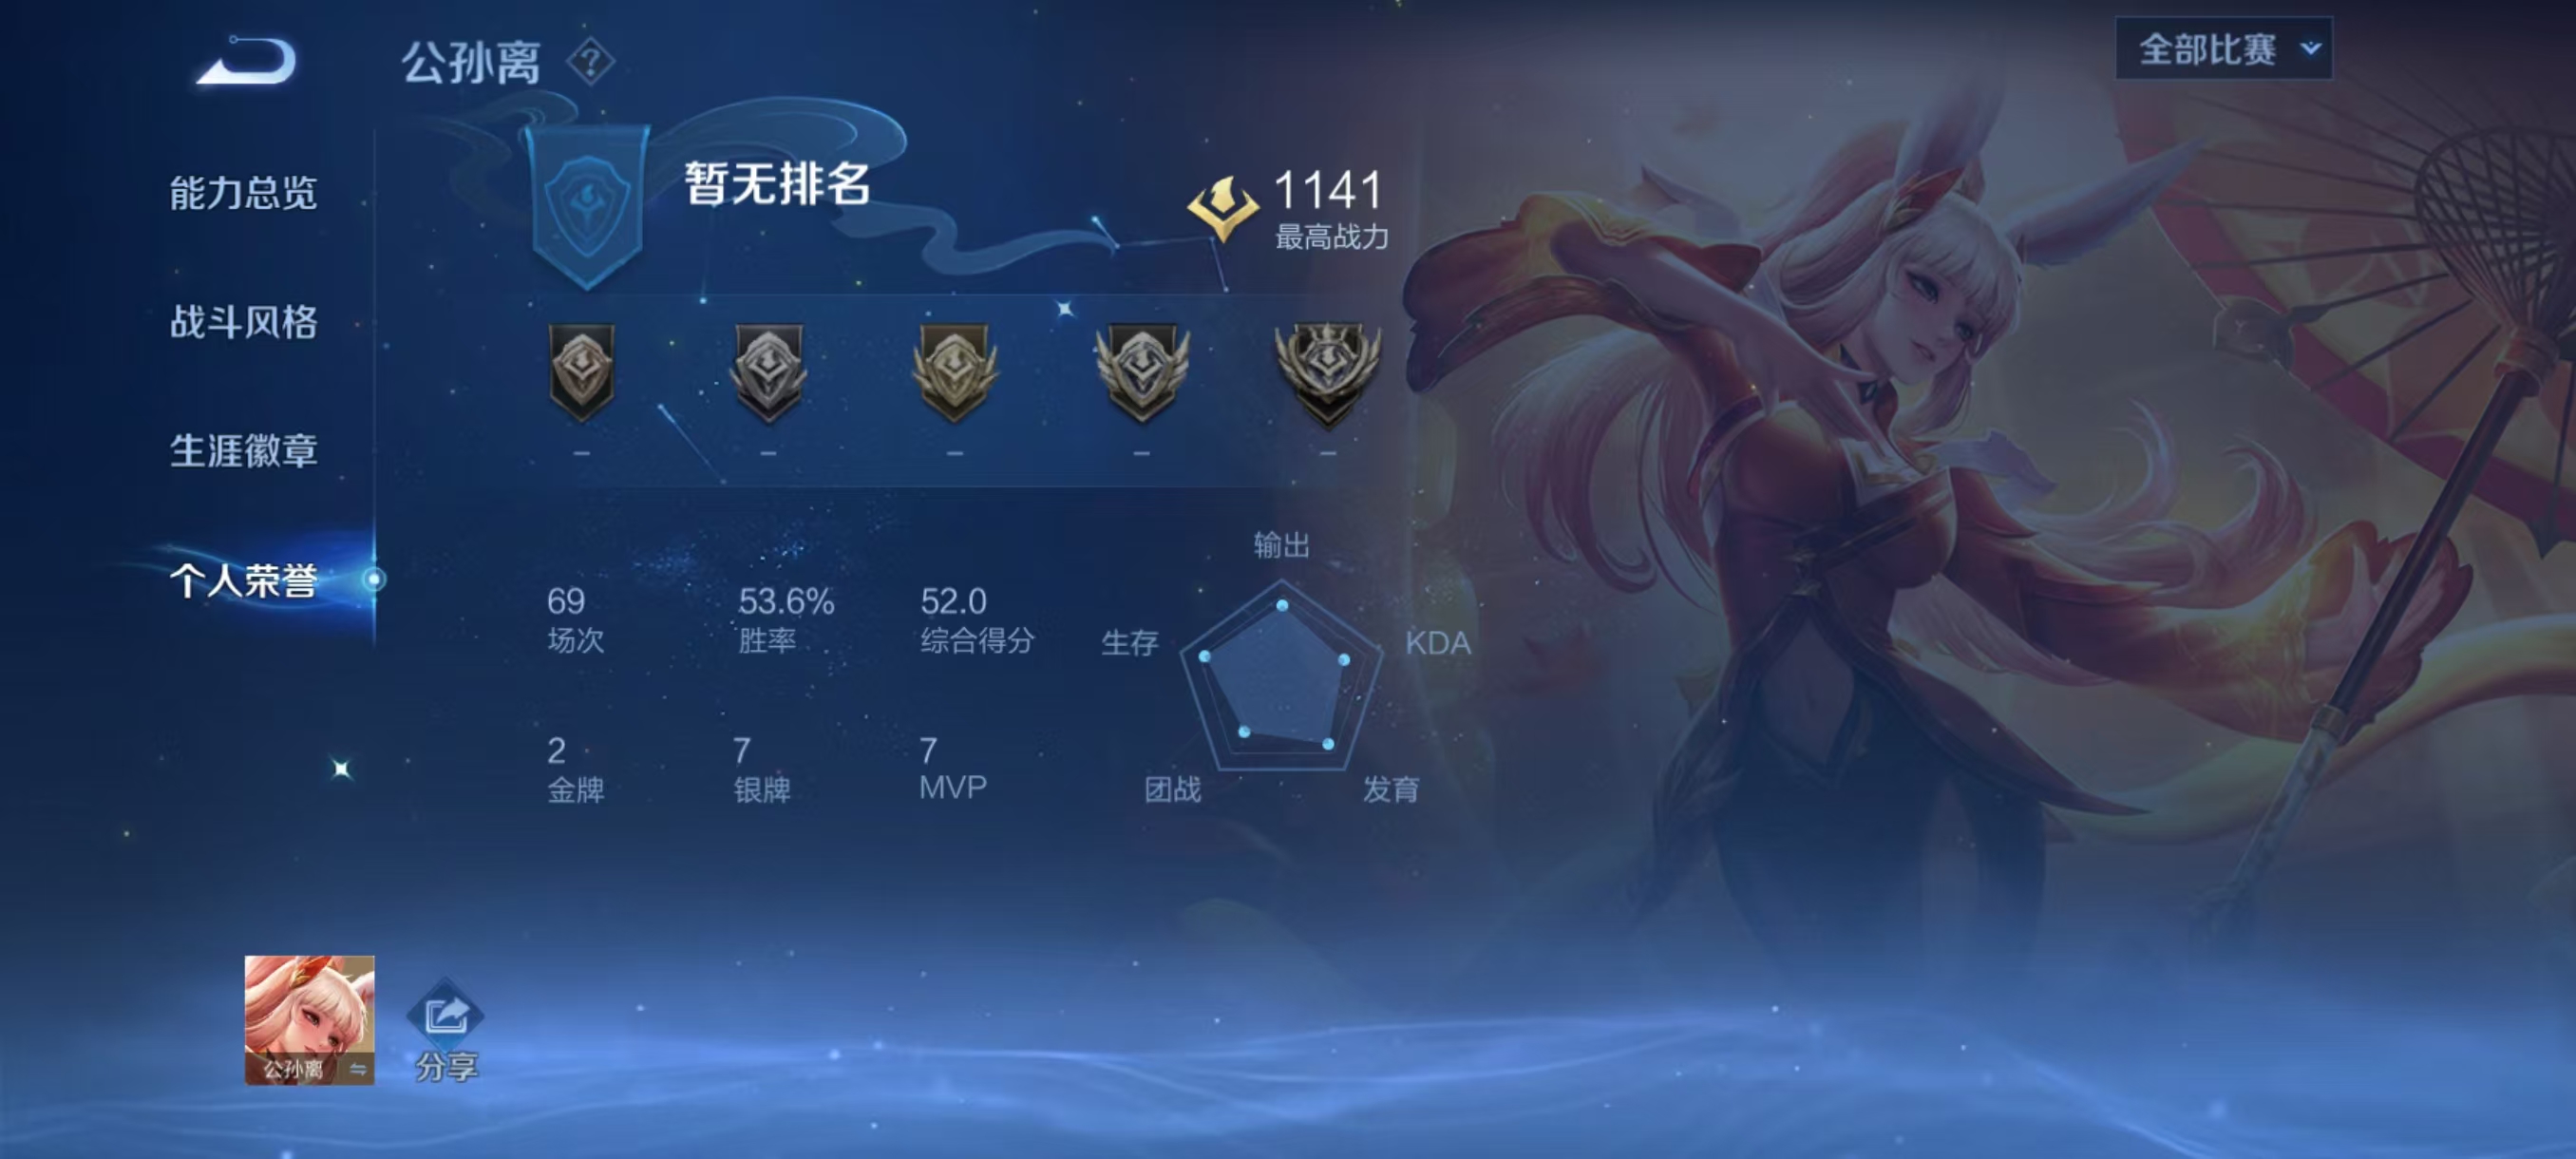 公孙离
?
全部比赛
能力总览
战斗风格
生涯徽章
个人荣誉
暂无排名
1141
最高战力
– – – – –
69
场次
53.6%
胜率
52.0
综合得分
2
金牌
7
银牌
7
MVP
输出
生存
KDA
团战
发育
公孙离
分享